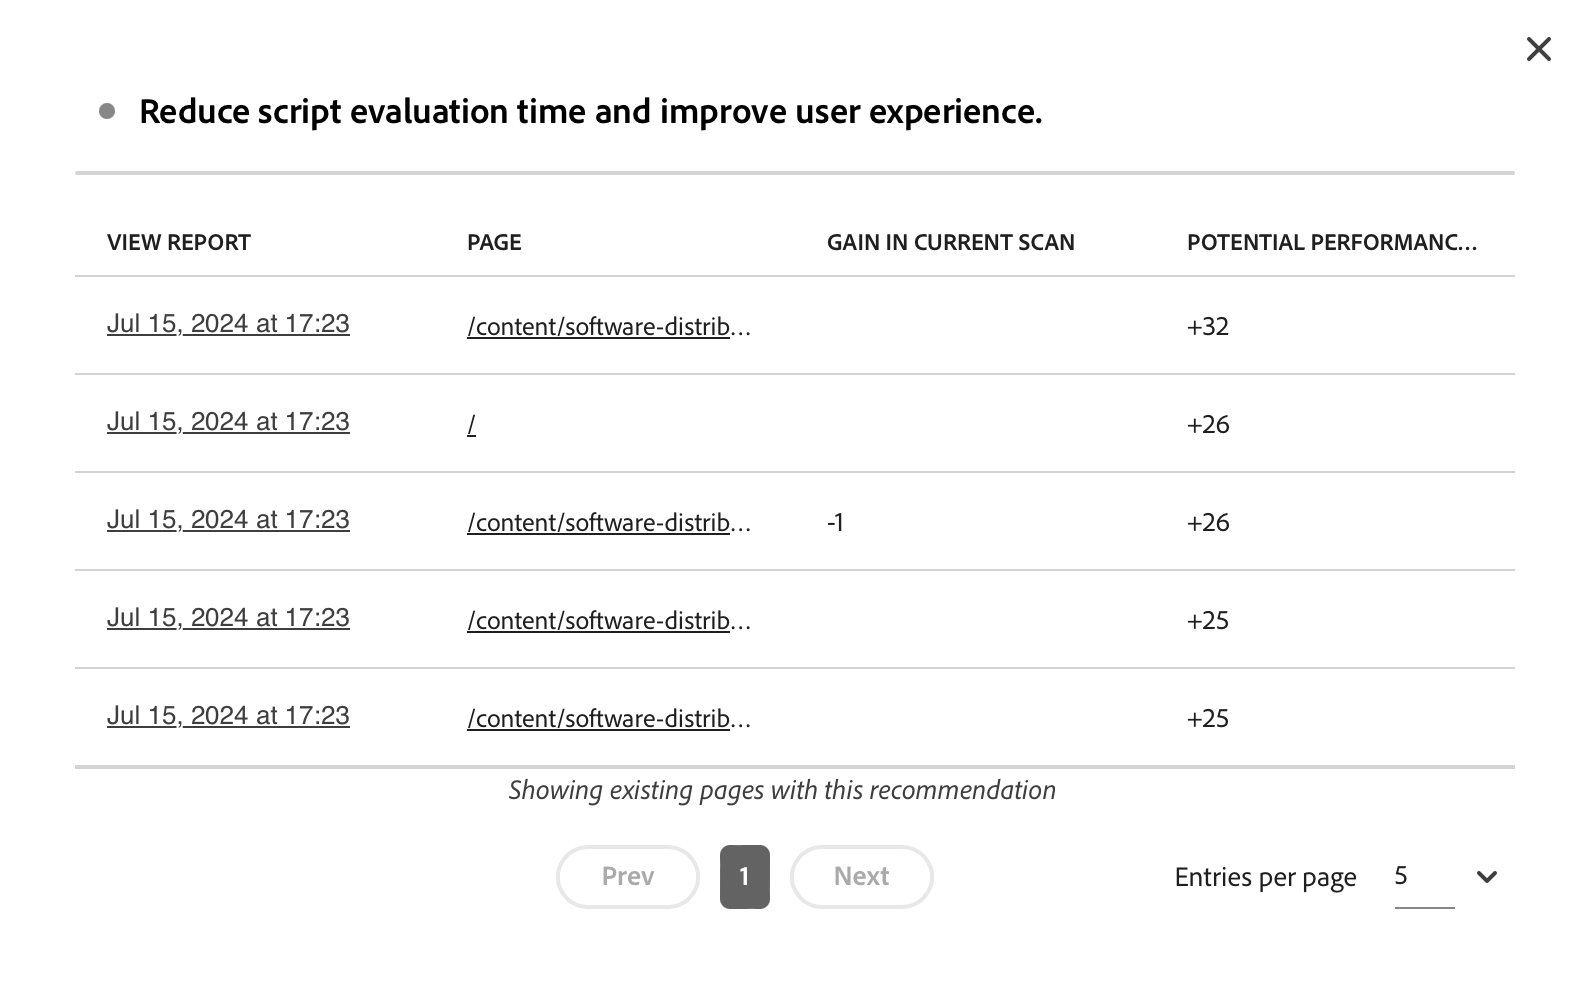 Reduce script evaluation time and improve user experience.
VIEW REPORT PAGE GAIN IN CURRENT SCAN POTENTIAL PERFORMANC...
Jul 15, 2024 at 17:23 /content/software-distrib... +32
Jul 15, 2024 at 17:23 / +26
Jul 15, 2024 at 17:23 /content/software-distrib... -1 +26
Jul 15, 2024 at 17:23 /content/software-distrib... +25
Jul 15, 2024 at 17:23 /content/software-distrib... +25
Showing existing pages with this recommendation
Prev 1 Next Entries per page 5